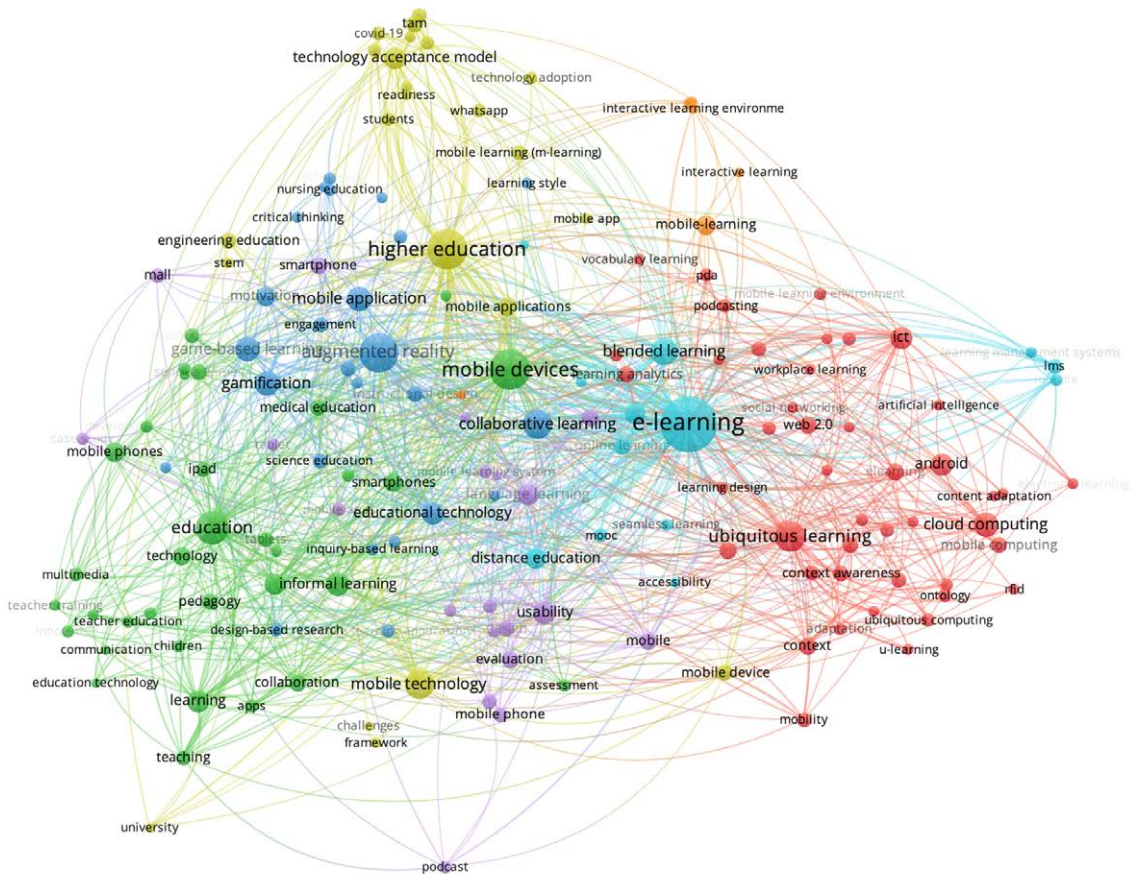 tam
covid-19
technology acceptance model
technology adoption
readiness
interactive learning environme
whatsapp
students
mobile learning (m-learning)
interactive learning
learning style
nursing education
critical thinking
mobile app
mobile-learning
engineering education
higher education
vocabulary learning
stem
smartphone
mall
pda
motivation
mobile application
mobile learning environment
mobile applications
podcasting
engagement
ict
game-based learning
augmented reality
blended learning
learning management systems
mobile devices
lms
workplace learning
learning analytics
gamification
mobile
instructional design
medical education
social networking
artificial intelligence
collaborative learning
e-learning
web 2.0
tablet
online learning
mobile phones
science education
android
ipad
mobile learning system
elearning
smartphones
electronic learning
learning design
language learning
content adaptation
educational technology
education
seamless learning
cloud computing
mooc
ubiquitous learning
tablets
mobile computing
inquiry-based learning
technology
distance education
multimedia
context awareness
informal learning
accessibility
rfid
ontology
pedagogy
teacher training
usability
teacher education
ubiquitous computing
design-based research
adaptation
mobile
children
context
communication
u-learning
evaluation
mobile device
education technology
collaboration
mobile technology
assessment
learning
apps
mobile phone
mobility
challenges
framework
teaching
university
podcast